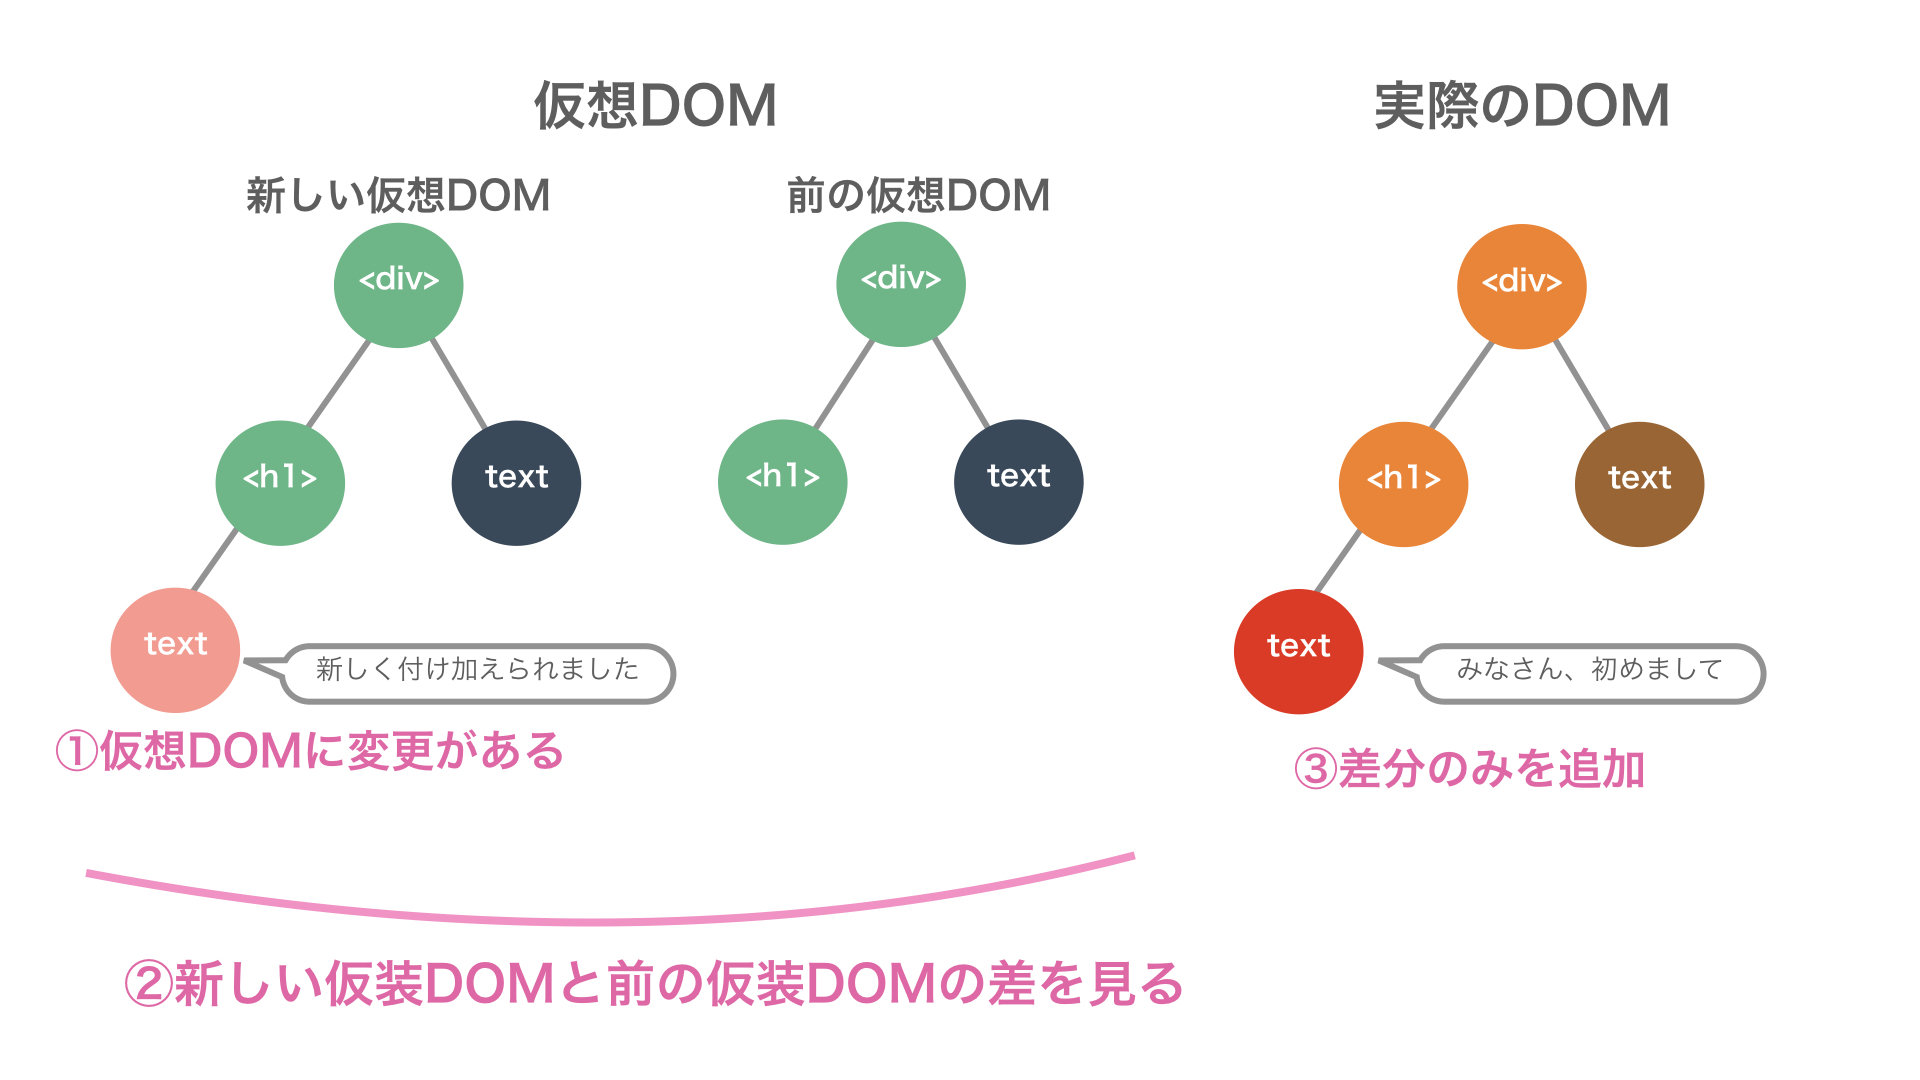 仮想DOM
実際のDOM
新しい仮想DOM
前の仮想DOM
<div>
<div>
<div>
<h1>
text
<h1>
text
<h1>
text
text
新しく付け加えられました
text
みなさん、初めまして
①仮想DOMに変更がある
③差分のみを追加
②新しい仮装DOMと前の仮装DOMの差を見る